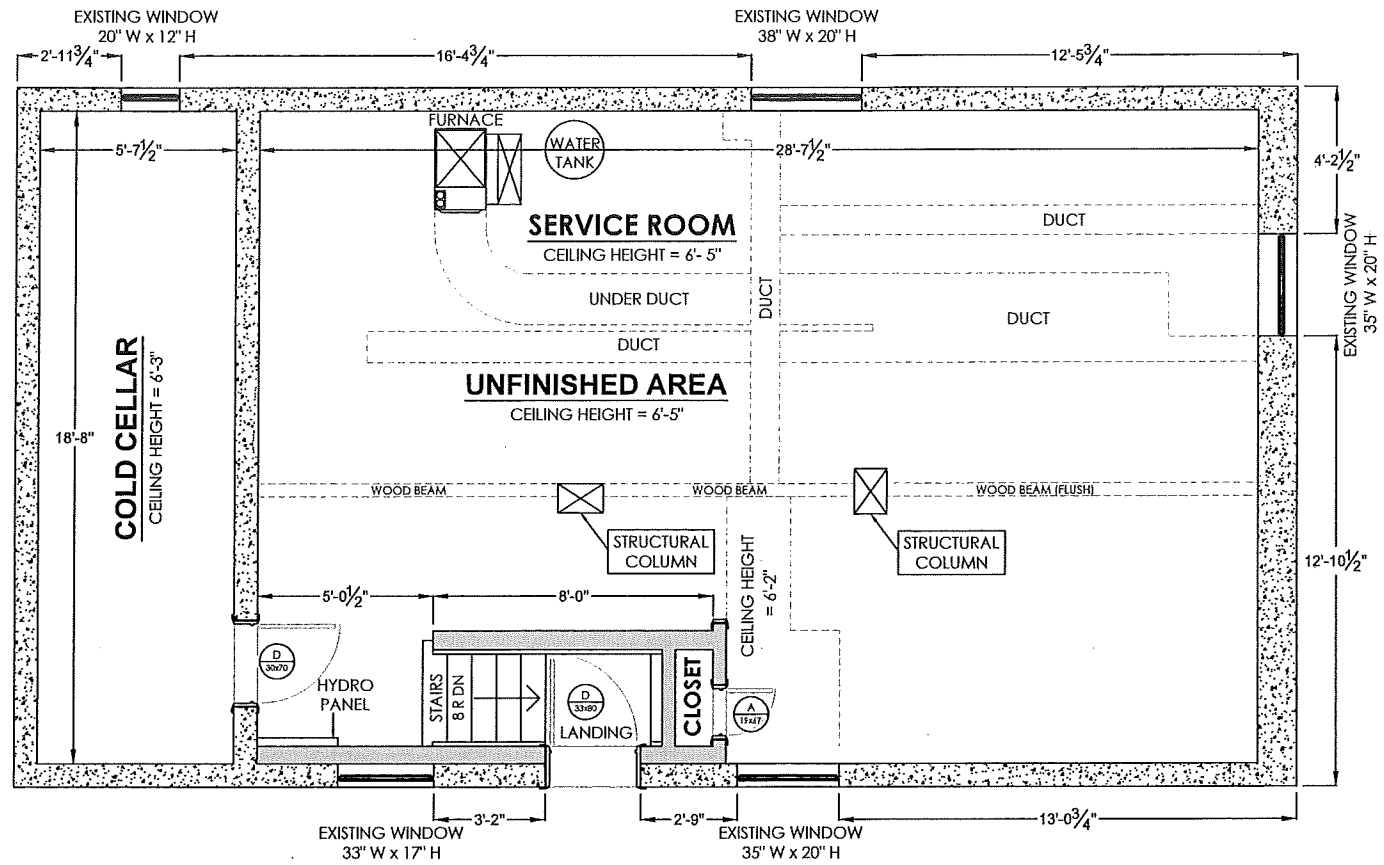 EXISTING WINDOW
20" W x 12" H
EXISTING WINDOW
38" W x 20" H
2'-11¾"
16'-4¾"
12'-5¾"
FURNACE
WATER
TANK
5'-7½"
28'-7½"
4'-2½"
SERVICE ROOM
CEILING HEIGHT = 6'- 5"
DUCT
UNDER DUCT
DUCT
DUCT
DUCT
EXISTING WINDOW
35" W x 20" H
UNFINISHED AREA
CEILING HEIGHT = 6'-5"
COLD CELLAR
CEILING HEIGHT = 6'-3"
18'-8"
WOOD BEAM
WOOD BEAM
WOOD BEAM (FLUSH)
STRUCTURAL
COLUMN
STRUCTURAL
COLUMN
CEILING HEIGHT
= 6'-2"
12'-10½"
5'-0½"
8'-0"
D
30x70
HYDRO
PANEL
STAIRS
8 R DN
D
33x80
LANDING
CLOSET
A
19x67
3'-2"
2'-9"
13'-0¾"
EXISTING WINDOW
33" W x 17" H
EXISTING WINDOW
35" W x 20" H